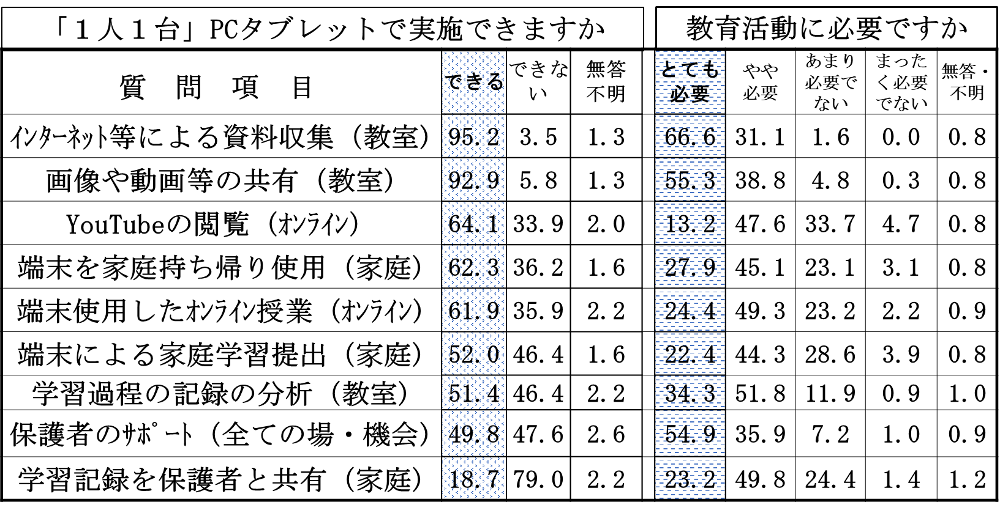 「１人１台」PCタブレットで実施できますか 教育活動に必要ですか
質 問 項 目 できる できない 無答不明 とても必要 やや必要 あまり必要でない まったく必要でない 無答・不明
ｲﾝﾀｰﾈｯﾄ等による資料収集（教室） 95.2 3.5 1.3 66.6 31.1 1.6 0.0 0.8
画像や動画等の共有（教室） 92.9 5.8 1.3 55.3 38.8 4.8 0.3 0.8
YouTubeの閲覧（ｵﾝﾗｲﾝ） 64.1 33.9 2.0 13.2 47.6 33.7 4.7 0.8
端末を家庭持ち帰り使用（家庭） 62.3 36.2 1.6 27.9 45.1 23.1 3.1 0.8
端末使用したｵﾝﾗｲﾝ授業（ｵﾝﾗｲﾝ） 61.9 35.9 2.2 24.4 49.3 23.2 2.2 0.9
端末による家庭学習提出（家庭） 52.0 46.4 1.6 22.4 44.3 28.6 3.9 0.8
学習過程の記録の分析（教室） 51.4 46.4 2.2 34.3 51.8 11.9 0.9 1.0
保護者のｻﾎﾟｰﾄ（全ての場・機会） 49.8 47.6 2.6 54.9 35.9 7.2 1.0 0.9
学習記録を保護者と共有（家庭） 18.7 79.0 2.2 23.2 49.8 24.4 1.4 1.2